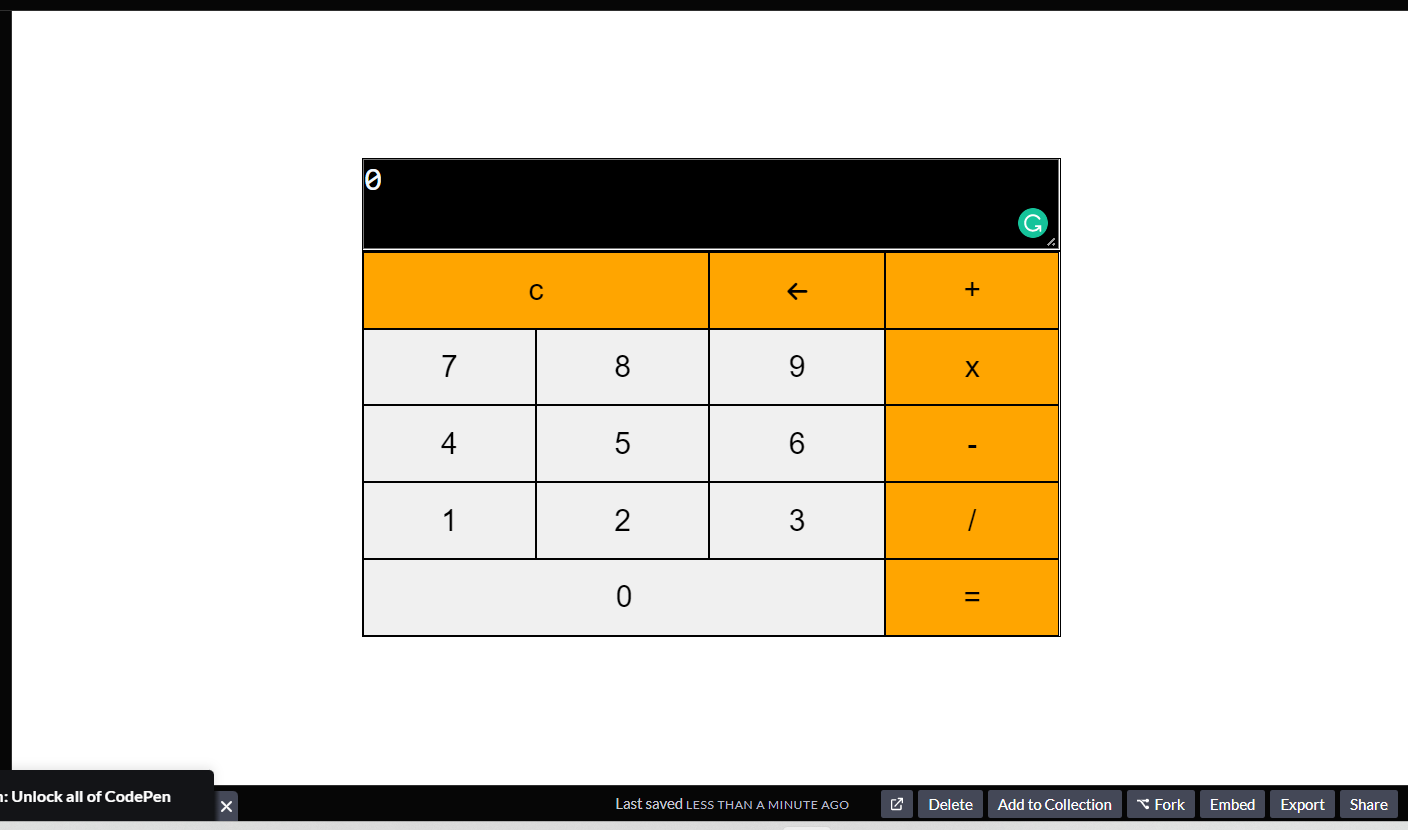 0
c ← +
7 8 9 x
4 5 6 -
1 2 3 /
0 =
: Unlock all of CodePen ×
Last saved LESS THAN A MINUTE AGO Delete Add to Collection Fork Embed Export Share